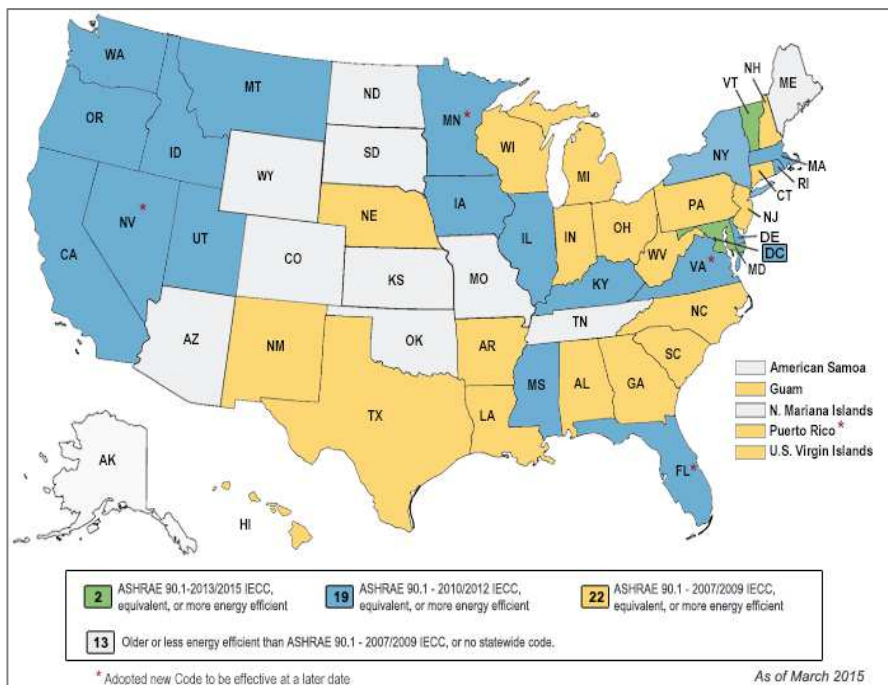 WA
MT
ND
MN *
VT
NH
ME
OR
ID
SD
WI
NY
MA
WY
MI
RI
CT
NV *
NE
IA
PA
NJ
CA
UT
IL
IN
OH
DE
CO
WV
DC
KS
MO
KY
VA *
MD
AZ
NM
OK
TN
NC
AR
SC
TX
MS
AL
GA
LA
American Samoa
Guam
N. Mariana Islands
Puerto Rico *
U.S. Virgin Islands
AK
FL *
HI
2 ASHRAE 90.1-2013/2015 IECC,
equivalent, or more energy efficient
19 ASHRAE 90.1 - 2010/2012 IECC,
equivalent, or more energy efficient
22 ASHRAE 90.1 - 2007/2009 IECC,
equivalent, or more energy efficient
13 Older or less energy efficient than ASHRAE 90.1 - 2007/2009 IECC, or no statewide code.
* Adopted new Code to be effective at a later date
As of March 2015